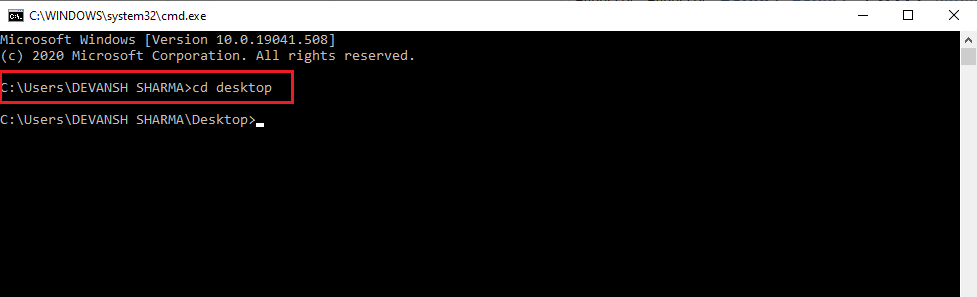 C:\WINDOWS\system32\cmd.exe
Microsoft Windows [Version 10.0.19041.508]
(c) 2020 Microsoft Corporation. All rights reserved.
C:\Users\DEVANSH SHARMA>cd desktop
C:\Users\DEVANSH SHARMA\Desktop>